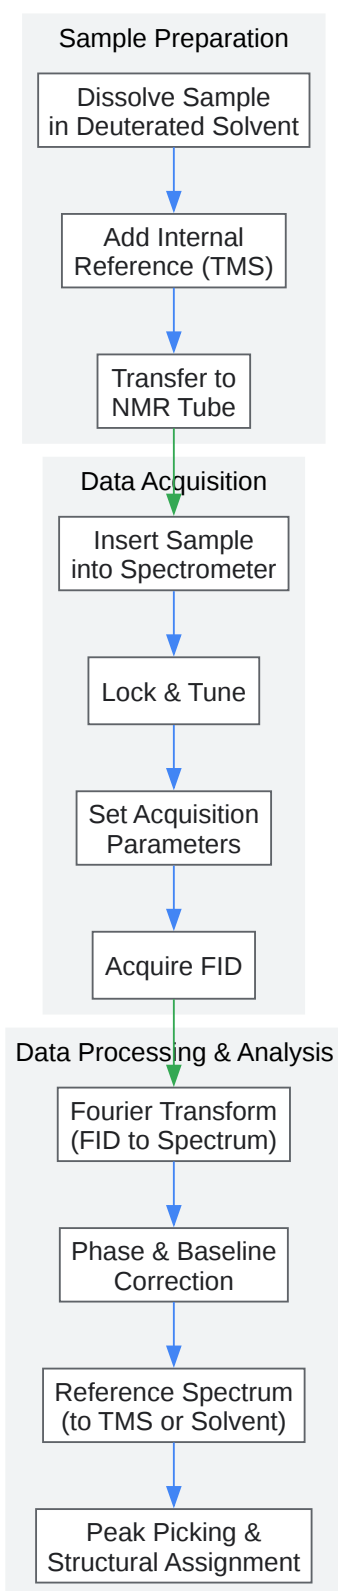 Sample Preparation
Dissolve Sample
in Deuterated Solvent
Add Internal
Reference (TMS)
Transfer to
NMR Tube
Data Acquisition
Insert Sample
into Spectrometer
Lock & Tune
Set Acquisition
Parameters
Acquire FID
Data Processing & Analysis
Fourier Transform
(FID to Spectrum)
Phase & Baseline
Correction
Reference Spectrum
(to TMS or Solvent)
Peak Picking &
Structural Assignment